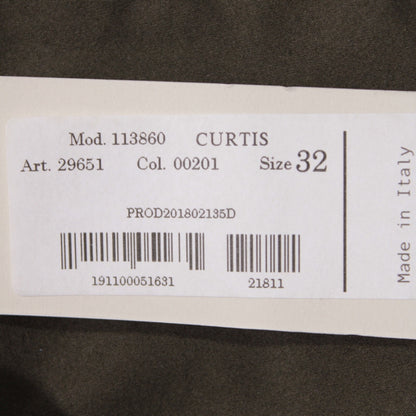 Mod. 113860 CURTIS
Art. 29651 Col. 00201 Size 32
PROD201802135D
191100051631 21811
Made in Italy